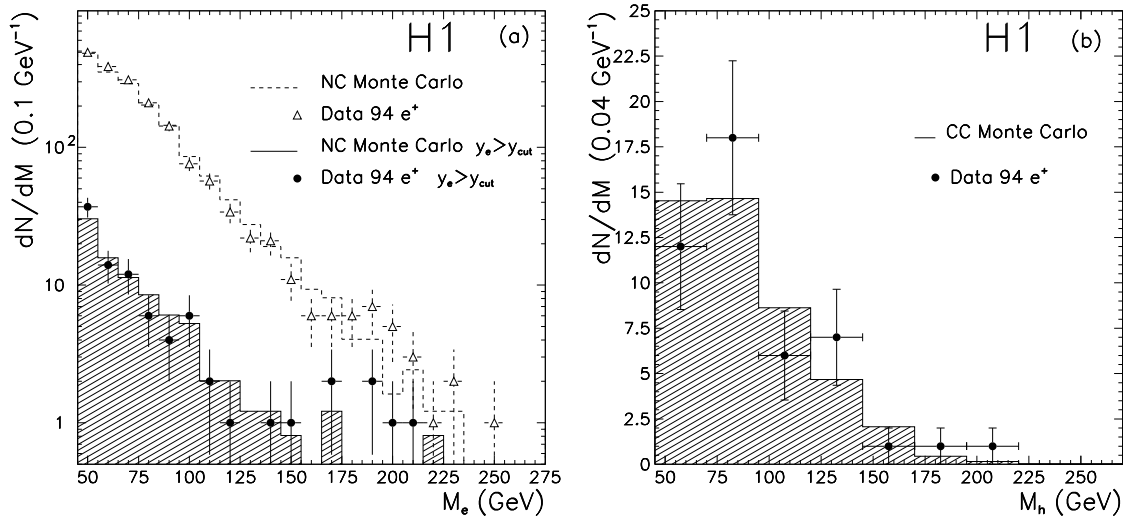 H1 (a)
dN/dM (0.1 GeV⁻¹)
NC Monte Carlo
Data 94 e⁺
NC Monte Carlo yₑ>y_cut
Data 94 e⁺ yₑ>y_cut
10²
10
1
50 75 100 125 150 175 200 225 250 275
Mₑ (GeV)
H1 (b)
dN/dM (0.04 GeV⁻¹)
CC Monte Carlo
Data 94 e⁺
25
22.5
20
17.5
15
12.5
10
7.5
5
2.5
0
50 75 100 125 150 175 200 225 250
M_h (GeV)